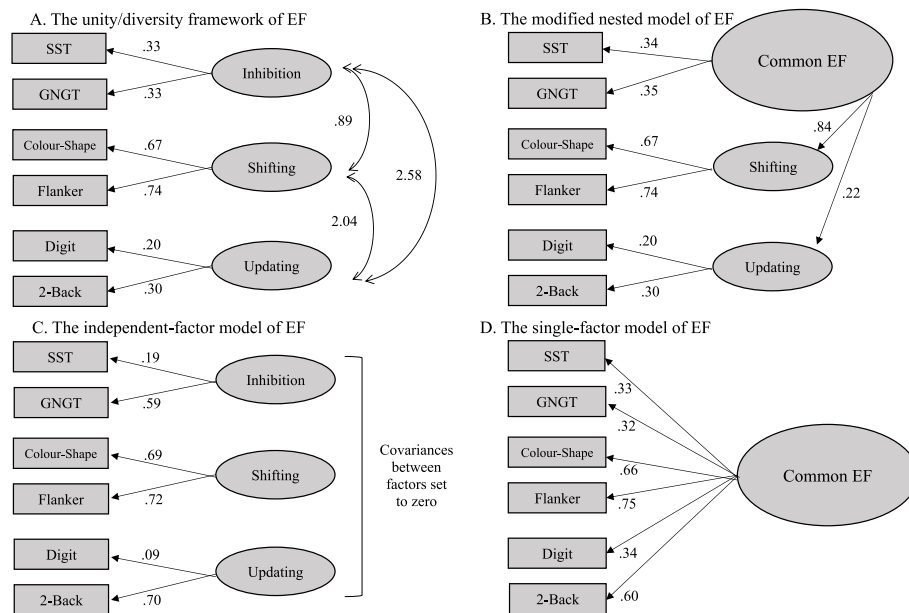 A. The unity/diversity framework of EF
SST
GNGT
Colour-Shape
Flanker
Digit
2-Back
.33
.33
.67
.74
.20
.30
Inhibition
Shifting
Updating
.89
2.04
2.58
B. The modified nested model of EF
SST
GNGT
Colour-Shape
Flanker
Digit
2-Back
.34
.35
.67
.74
.20
.30
Common EF
Shifting
Updating
.84
.22
C. The independent-factor model of EF
SST
GNGT
Colour-Shape
Flanker
Digit
2-Back
.19
.59
.69
.72
.09
.70
Inhibition
Shifting
Updating
Covariances
between
factors set
to zero
D. The single-factor model of EF
SST
GNGT
Colour-Shape
Flanker
Digit
2-Back
.33
.32
.66
.75
.34
.60
Common EF